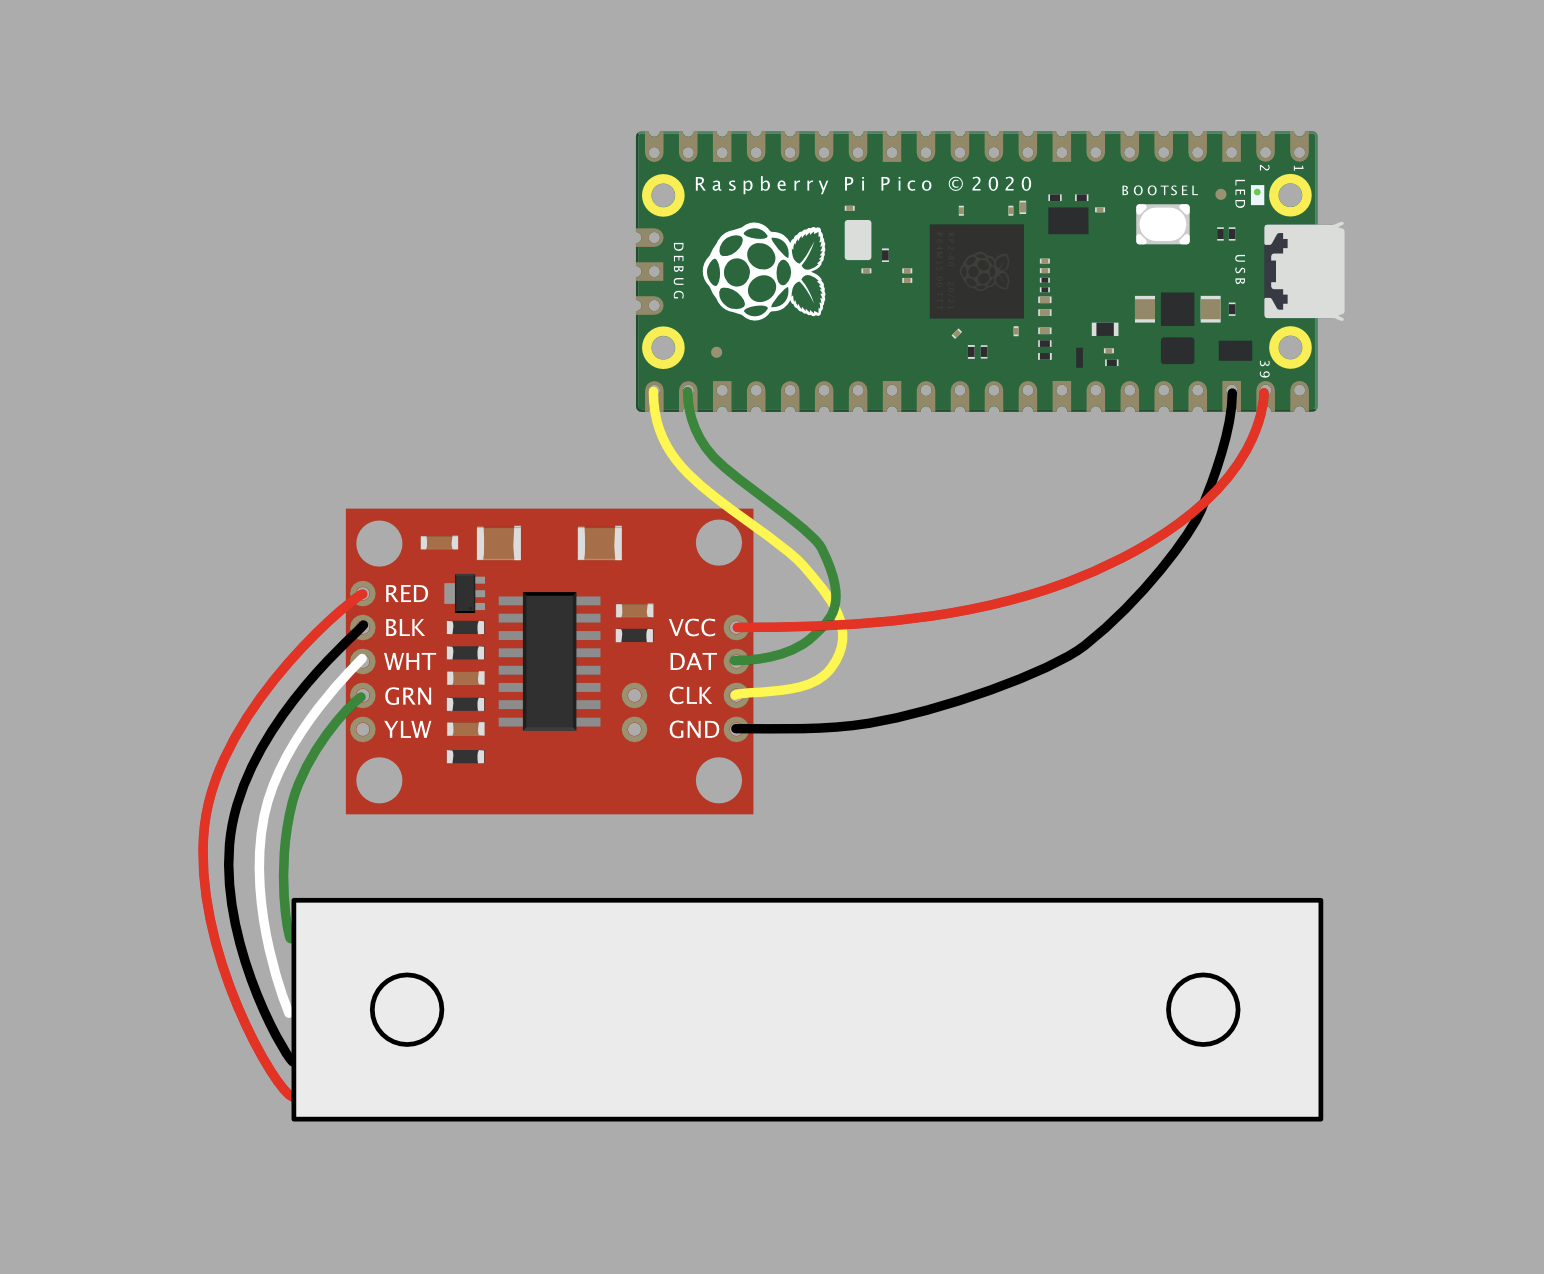 Raspberry Pi Pico ©2020
BOOTSEL
LED
2
1
DEBUG
USB
39
RED
BLK
WHT
GRN
YLW
VCC
DAT
CLK
GND